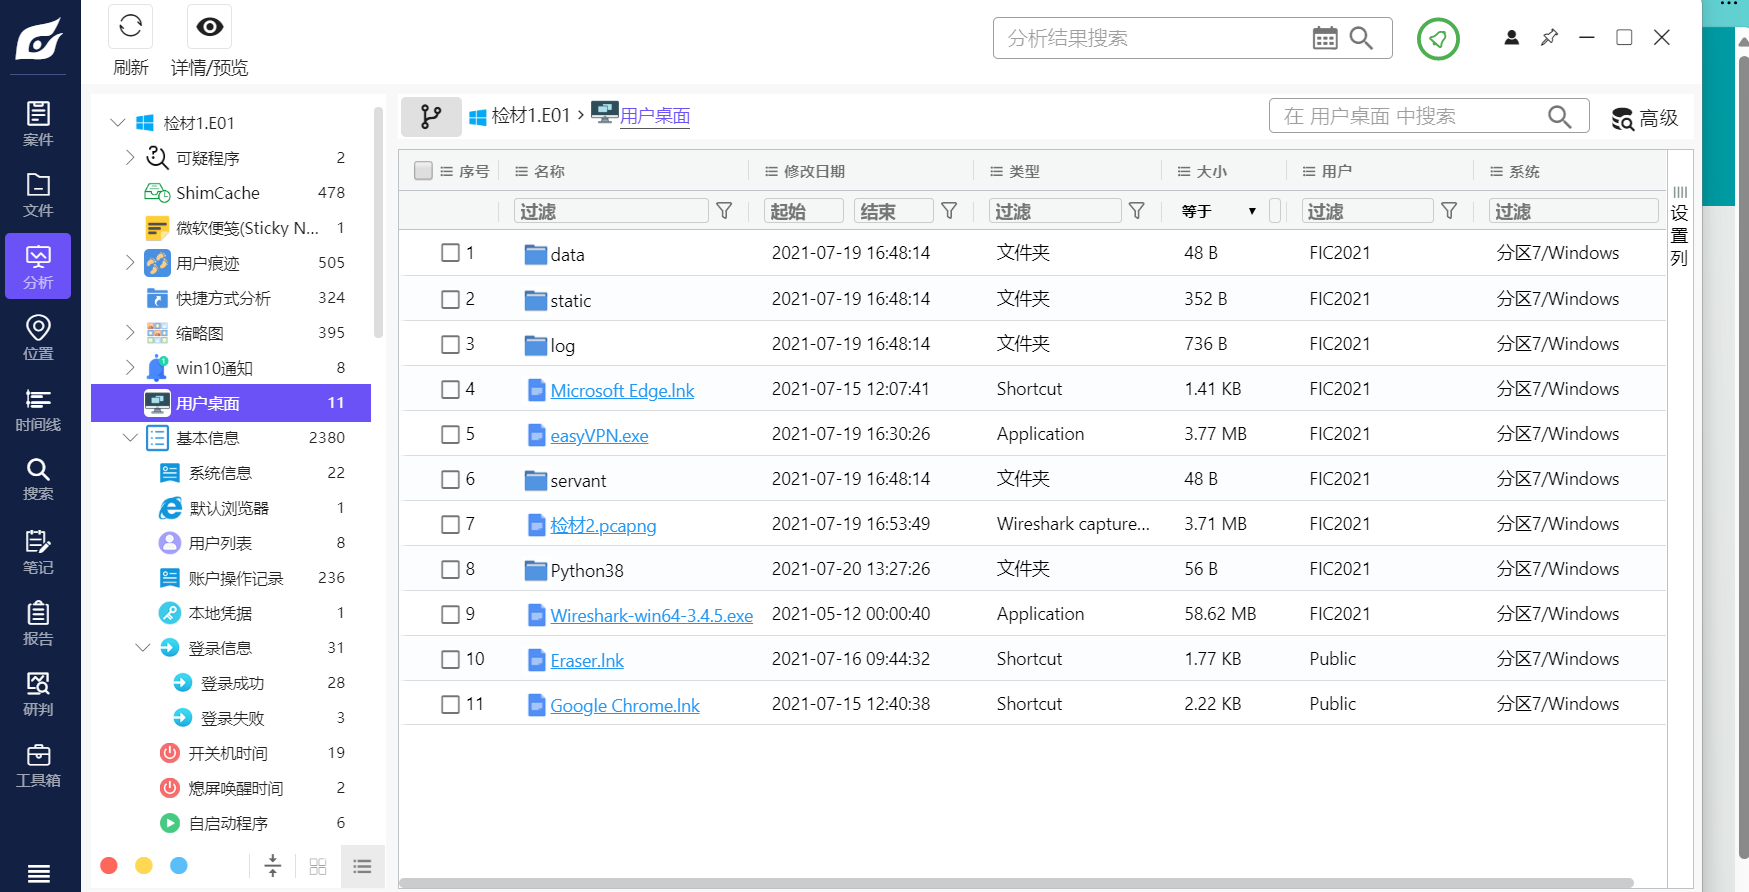 刷新
详情/预览
分析结果搜索
案件
文件
分析
位置
时间线
搜索
笔记
报告
研判
工具箱
检材1.E01
可疑程序 2
ShimCache 478
微软便笺(Sticky N... 1
用户痕迹 505
快捷方式分析 324
缩略图 395
win10通知 8
用户桌面 11
基本信息 2380
系统信息 22
默认浏览器 1
用户列表 8
账户操作记录 236
本地凭据 1
登录信息 31
登录成功 28
登录失败 3
开关机时间 19
熄屏唤醒时间 2
自启动程序 6
检材1.E01 › 用户桌面
在 用户桌面 中搜索
高级
序号 名称 修改日期 类型 大小 用户 系统
过滤 起始 结束 过滤 等于 ▼ 过滤 过滤
1 data 2021-07-19 16:48:14 文件夹 48 B FIC2021 分区7/Windows
2 static 2021-07-19 16:48:14 文件夹 352 B FIC2021 分区7/Windows
3 log 2021-07-19 16:48:14 文件夹 736 B FIC2021 分区7/Windows
4 Microsoft Edge.lnk 2021-07-15 12:07:41 Shortcut 1.41 KB FIC2021 分区7/Windows
5 easyVPN.exe 2021-07-19 16:30:26 Application 3.77 MB FIC2021 分区7/Windows
6 servant 2021-07-19 16:48:14 文件夹 48 B FIC2021 分区7/Windows
7 检材2.pcapng 2021-07-19 16:53:49 Wireshark capture... 3.71 MB FIC2021 分区7/Windows
8 Python38 2021-07-20 13:27:26 文件夹 56 B FIC2021 分区7/Windows
9 Wireshark-win64-3.4.5.exe 2021-05-12 00:00:40 Application 58.62 MB FIC2021 分区7/Windows
10 Eraser.lnk 2021-07-16 09:44:32 Shortcut 1.77 KB Public 分区7/Windows
11 Google Chrome.lnk 2021-07-15 12:40:38 Shortcut 2.22 KB Public 分区7/Windows
设置列